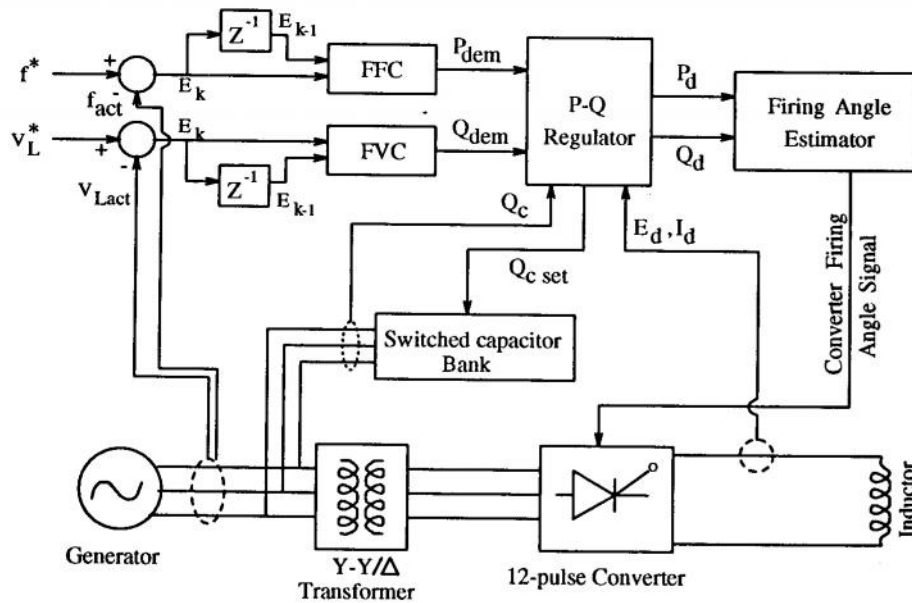 f*
+
-
f_act
E_k
Z^-1
E_k-1
FFC
P_dem
V_L*
+
-
V_Lact
E_k
Z^-1
E_k-1
FVC
Q_dem
P-Q
Regulator
P_d
Q_d
Firing Angle
Estimator
Q_c
Q_c set
E_d , I_d
Converter Firing
Angle Signal
Switched capacitor
Bank
Generator
Y-Y/Δ
Transformer
12-pulse Converter
Inductor